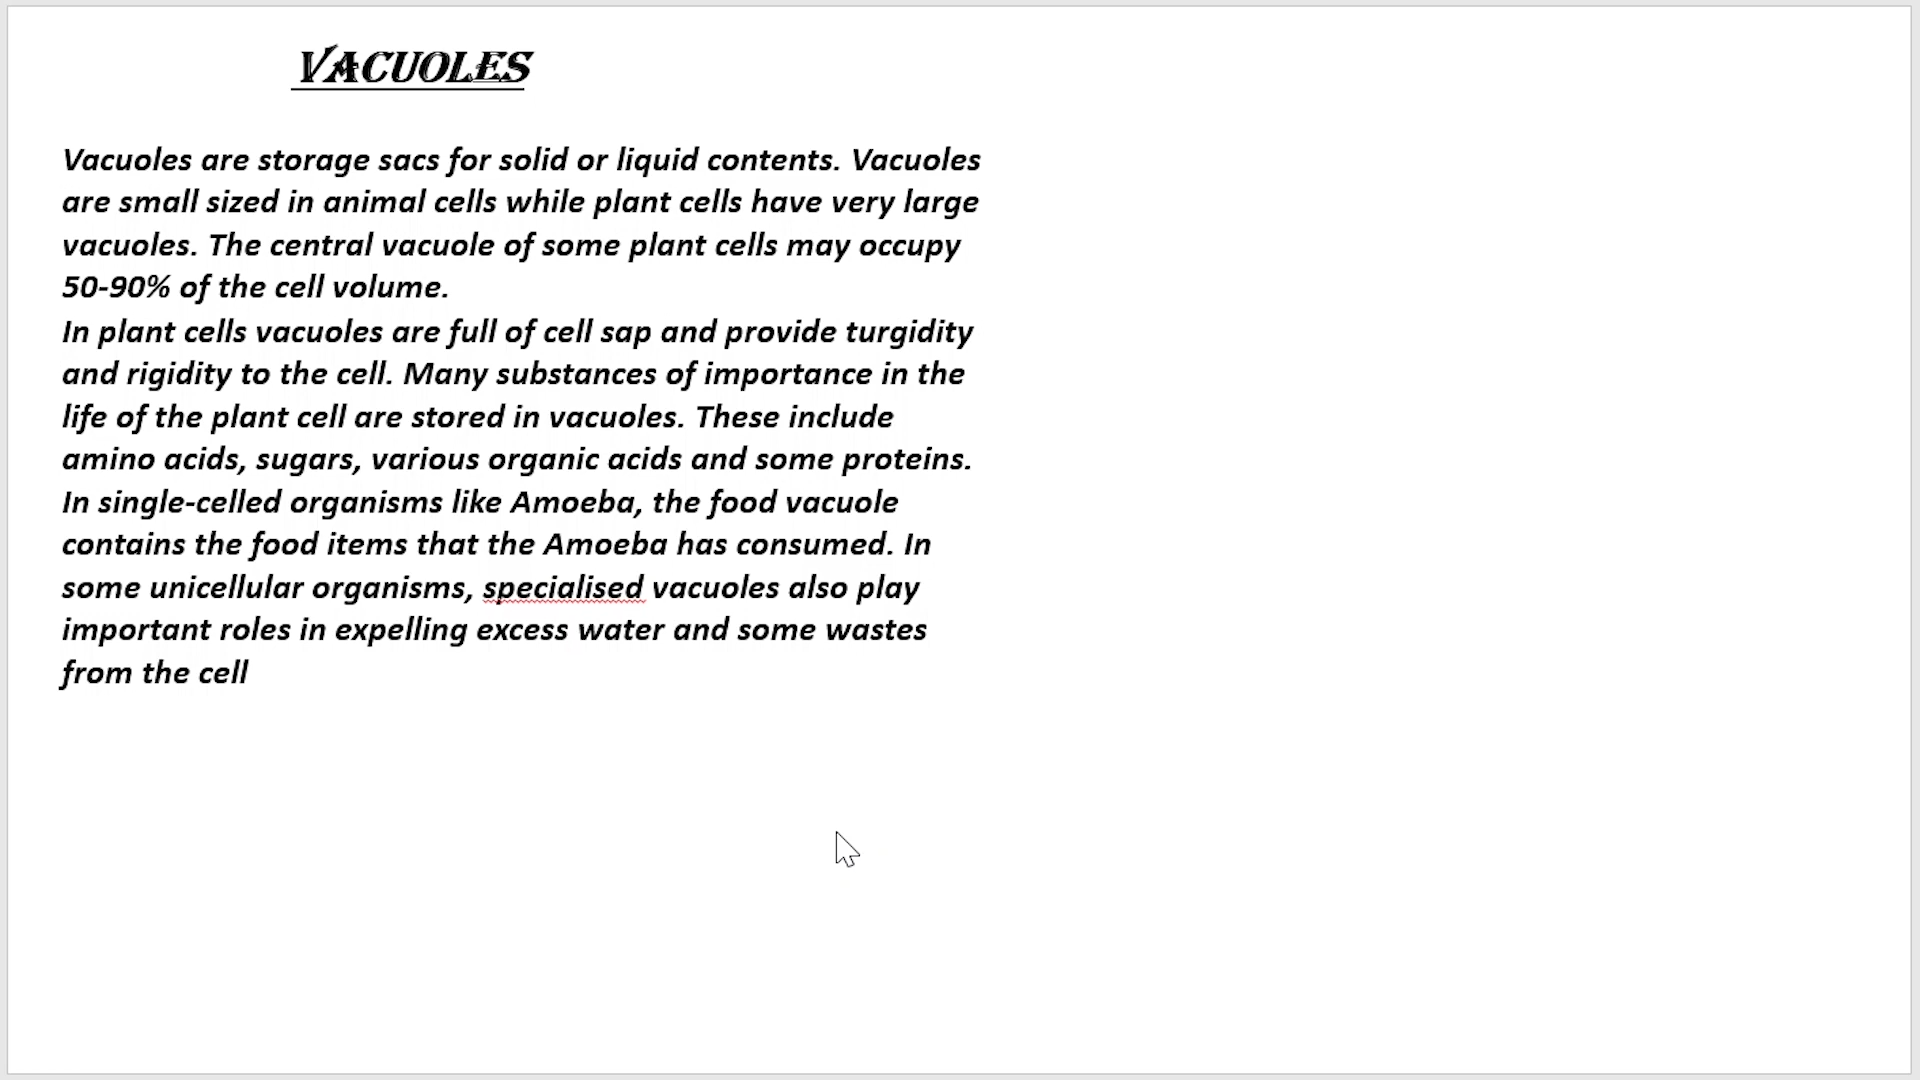 VACUOLES
Vacuoles are storage sacs for solid or liquid contents. Vacuoles
are small sized in animal cells while plant cells have very large
vacuoles. The central vacuole of some plant cells may occupy
50-90% of the cell volume.
In plant cells vacuoles are full of cell sap and provide turgidity
and rigidity to the cell. Many substances of importance in the
life of the plant cell are stored in vacuoles. These include
amino acids, sugars, various organic acids and some proteins.
In single-celled organisms like Amoeba, the food vacuole
contains the food items that the Amoeba has consumed. In
some unicellular organisms, specialised vacuoles also play
important roles in expelling excess water and some wastes
from the cell